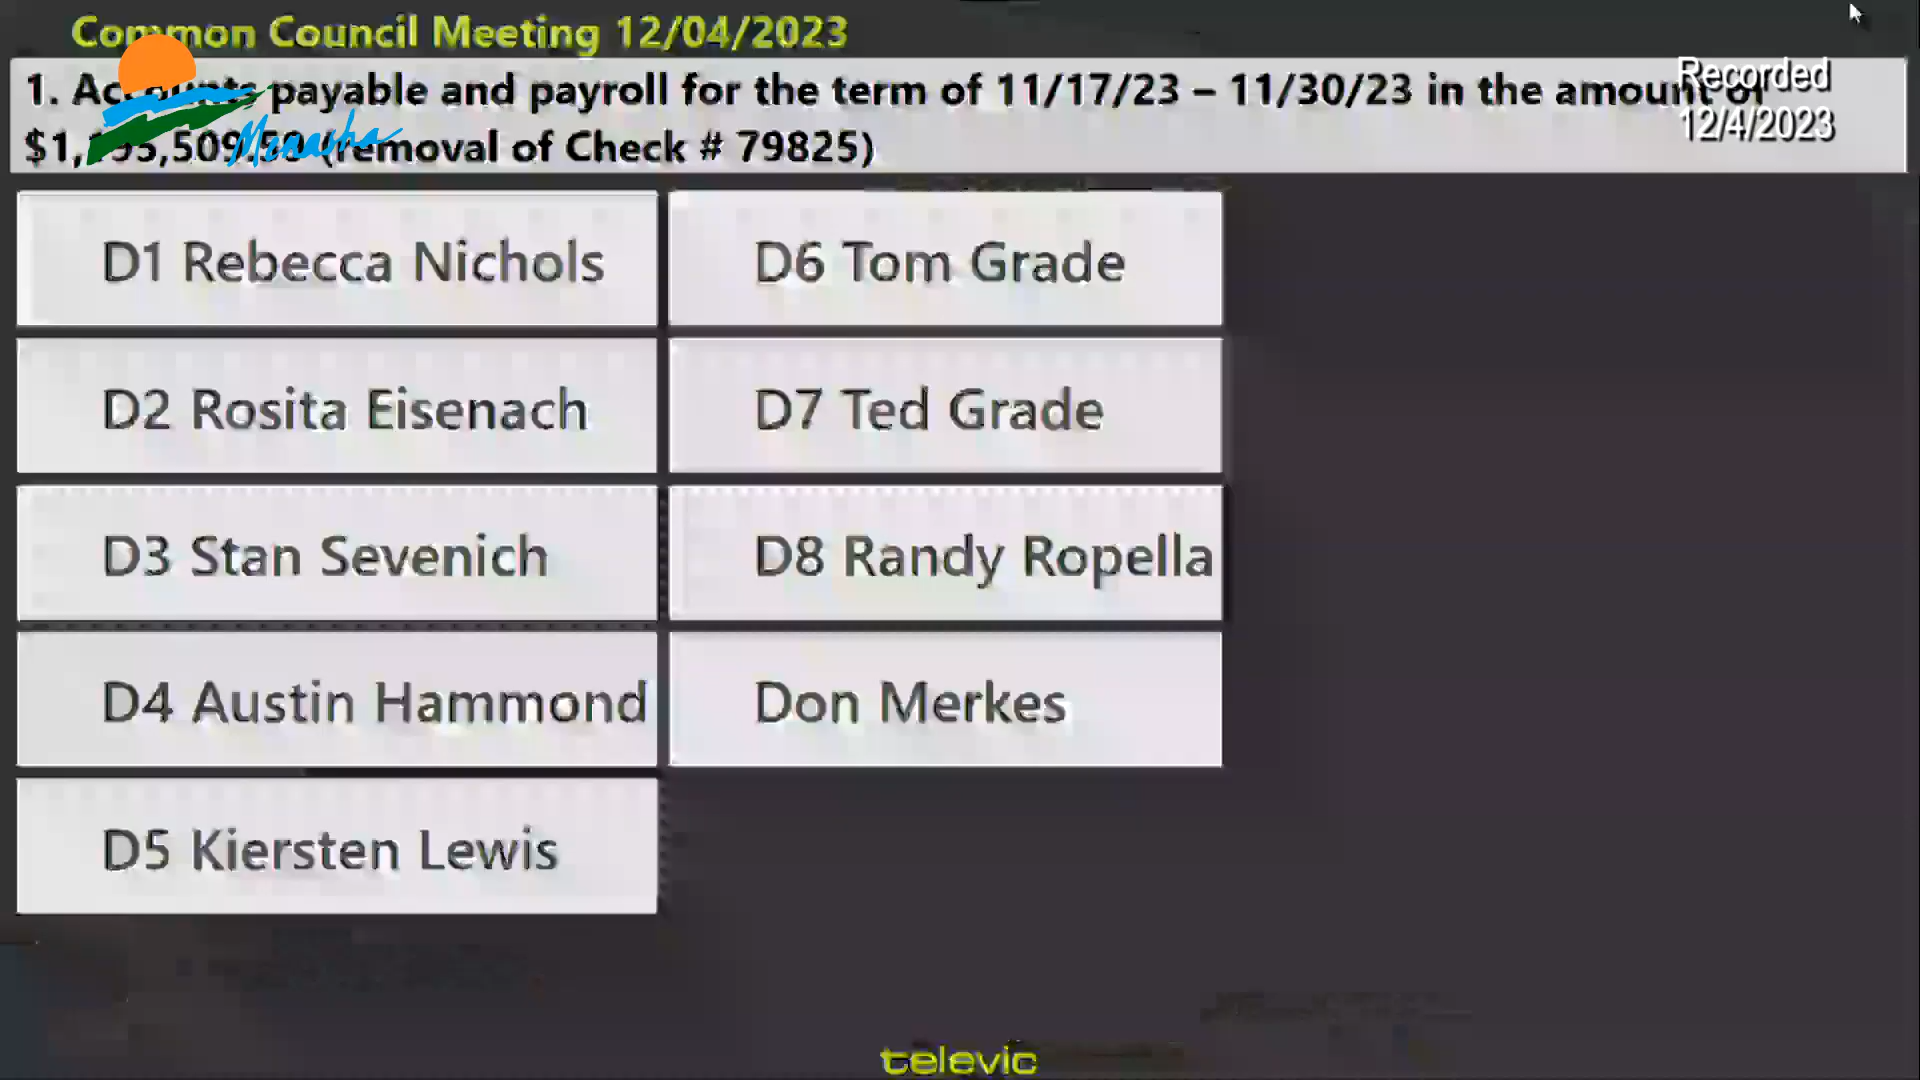 Common Council Meeting 12/04/2023
1. Accounts payable and payroll for the term of 11/17/23 – 11/30/23 in the amount of
(removal of Check # 79825)
Menasha
Recorded
12/4/2023
D1 Rebecca Nichols
D6 Tom Grade
D2 Rosita Eisenach
D7 Ted Grade
D3 Stan Sevenich
D8 Randy Ropella
D4 Austin Hammond
Don Merkes
D5 Kiersten Lewis
televic